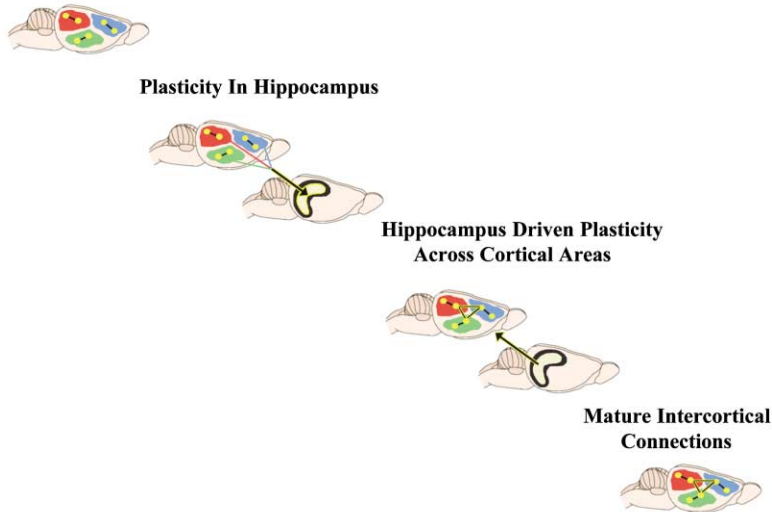 Plasticity In Hippocampus
Hippocampus Driven Plasticity
Across Cortical Areas
Mature Intercortical
Connections